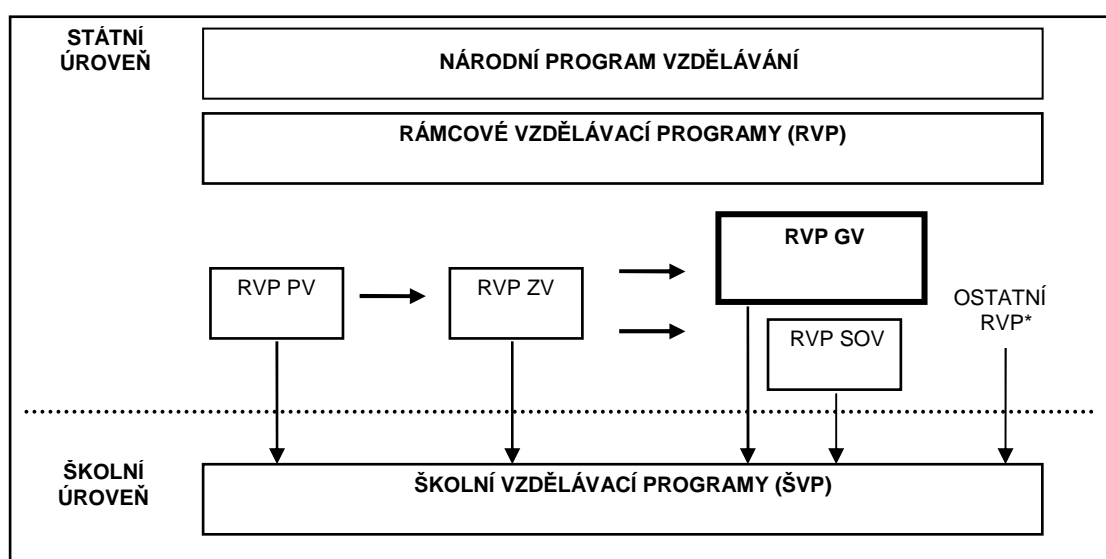 STÁTNÍ
ÚROVEŇ
NÁRODNÍ PROGRAM VZDĚLÁVÁNÍ
RÁMCOVÉ VZDĚLÁVACÍ PROGRAMY (RVP)
RVP GV
RVP PV
RVP ZV
OSTATNÍ
RVP*
RVP SOV
ŠKOLNÍ
ÚROVEŇ
ŠKOLNÍ VZDĚLÁVACÍ PROGRAMY (ŠVP)